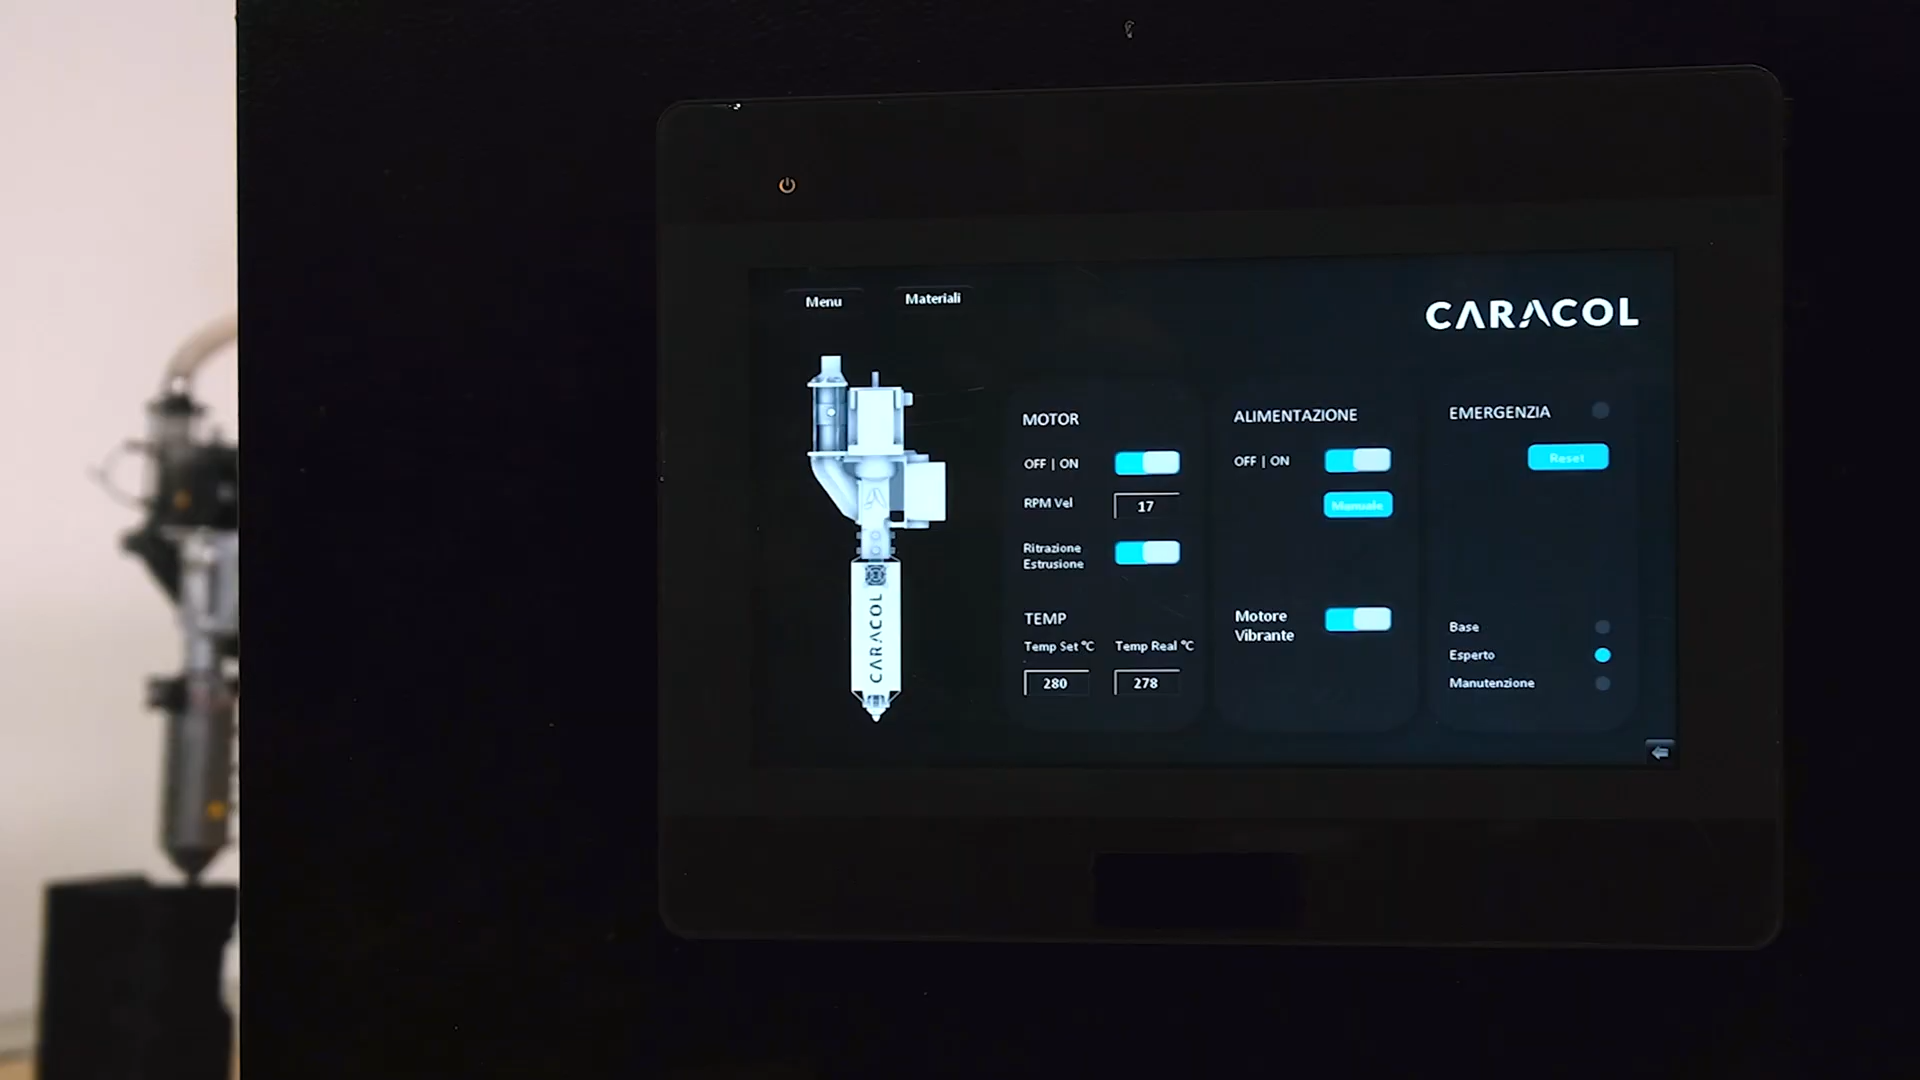 Menu
Materiali
CARACOL
MOTOR
OFF | ON
RPM Vel
17
Ritrazione
Estrusione
TEMP
Temp Set °C
Temp Real °C
280
278
ALIMENTAZIONE
OFF | ON
Manuale
Motore
Vibrante
EMERGENZIA
Reset
Base
Esperto
Manutenzione
CARACOL